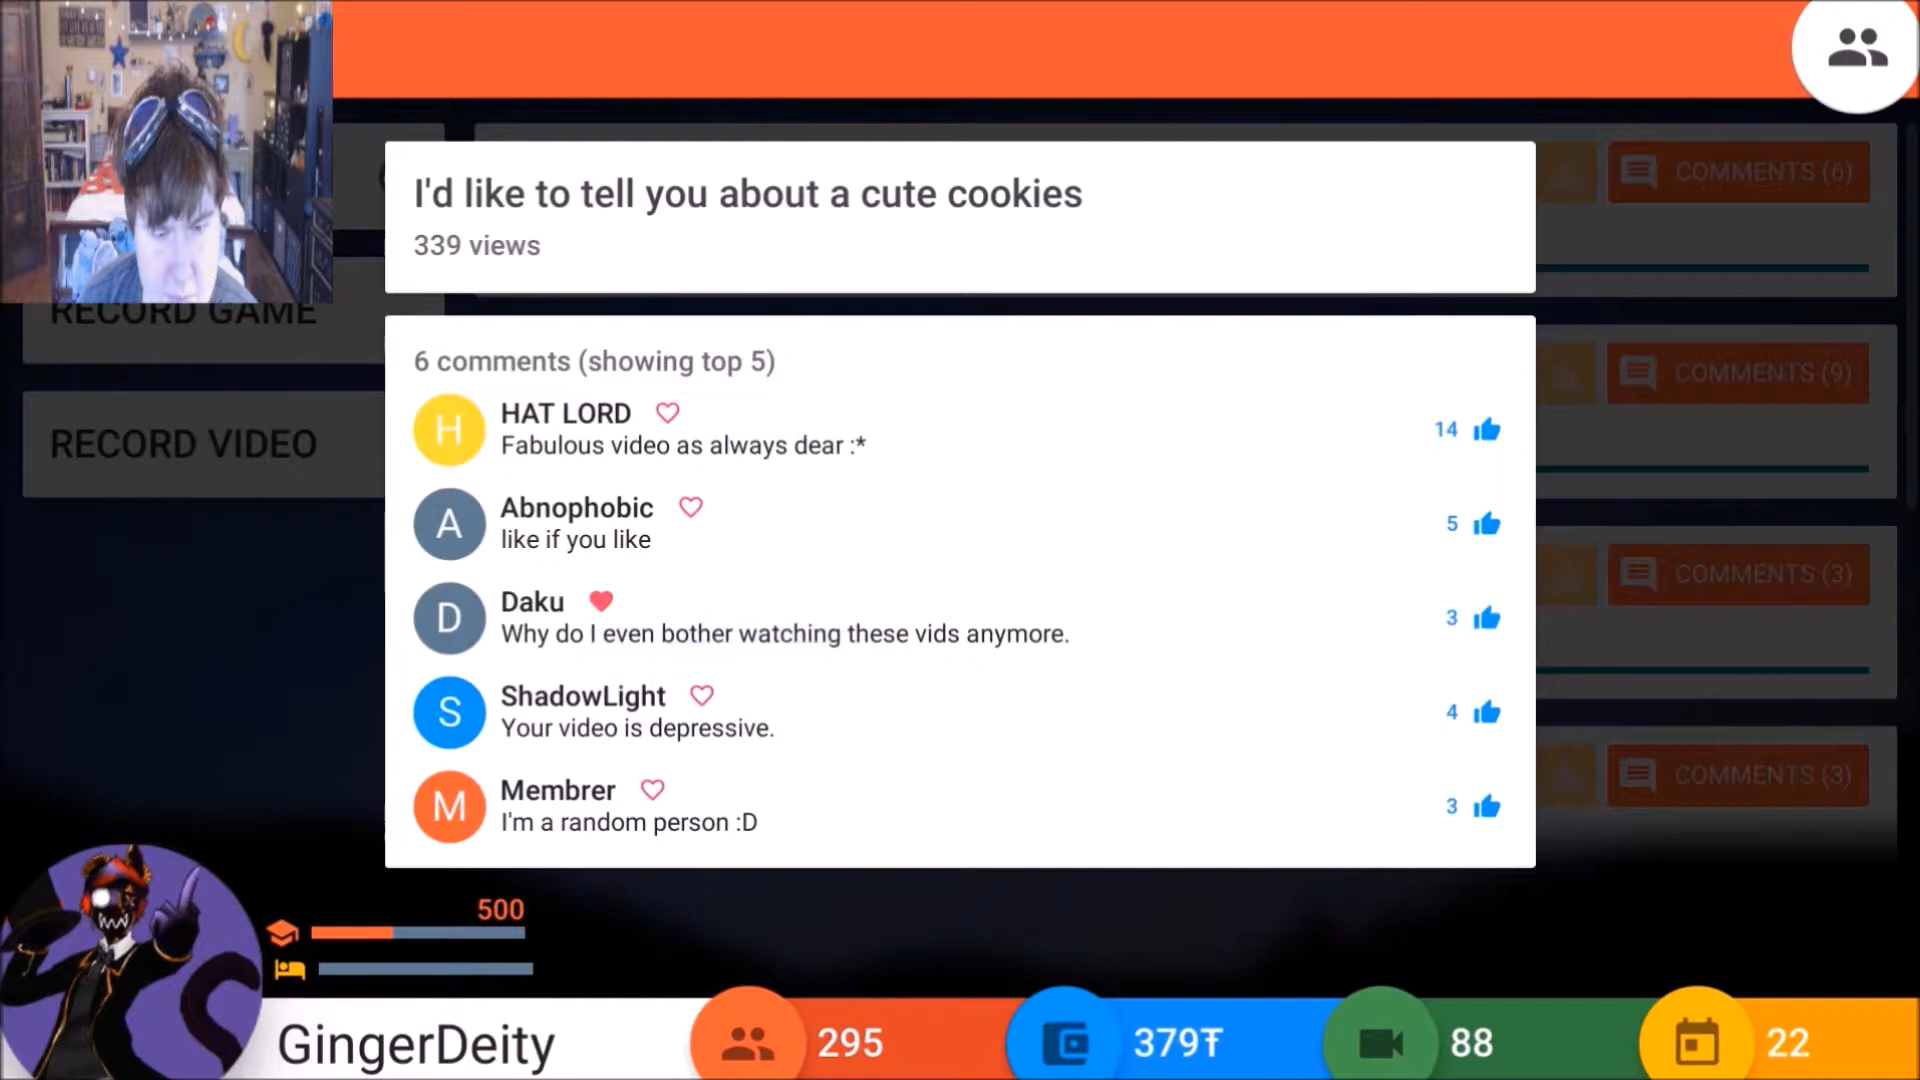 I'd like to tell you about a cute cookies
339 views
COMMENTS (6)
RECORD GAME
RECORD VIDEO
6 comments (showing top 5)
H
HAT LORD
Fabulous video as always dear :*
14
A
Abnophobic
like if you like
5
D
Daku
Why do I even bother watching these vids anymore.
3
S
ShadowLight
Your video is depressive.
4
M
Membrer
I'm a random person :D
3
COMMENTS (9)
COMMENTS (3)
COMMENTS (3)
500
GingerDeity
295
379Ŧ
88
22